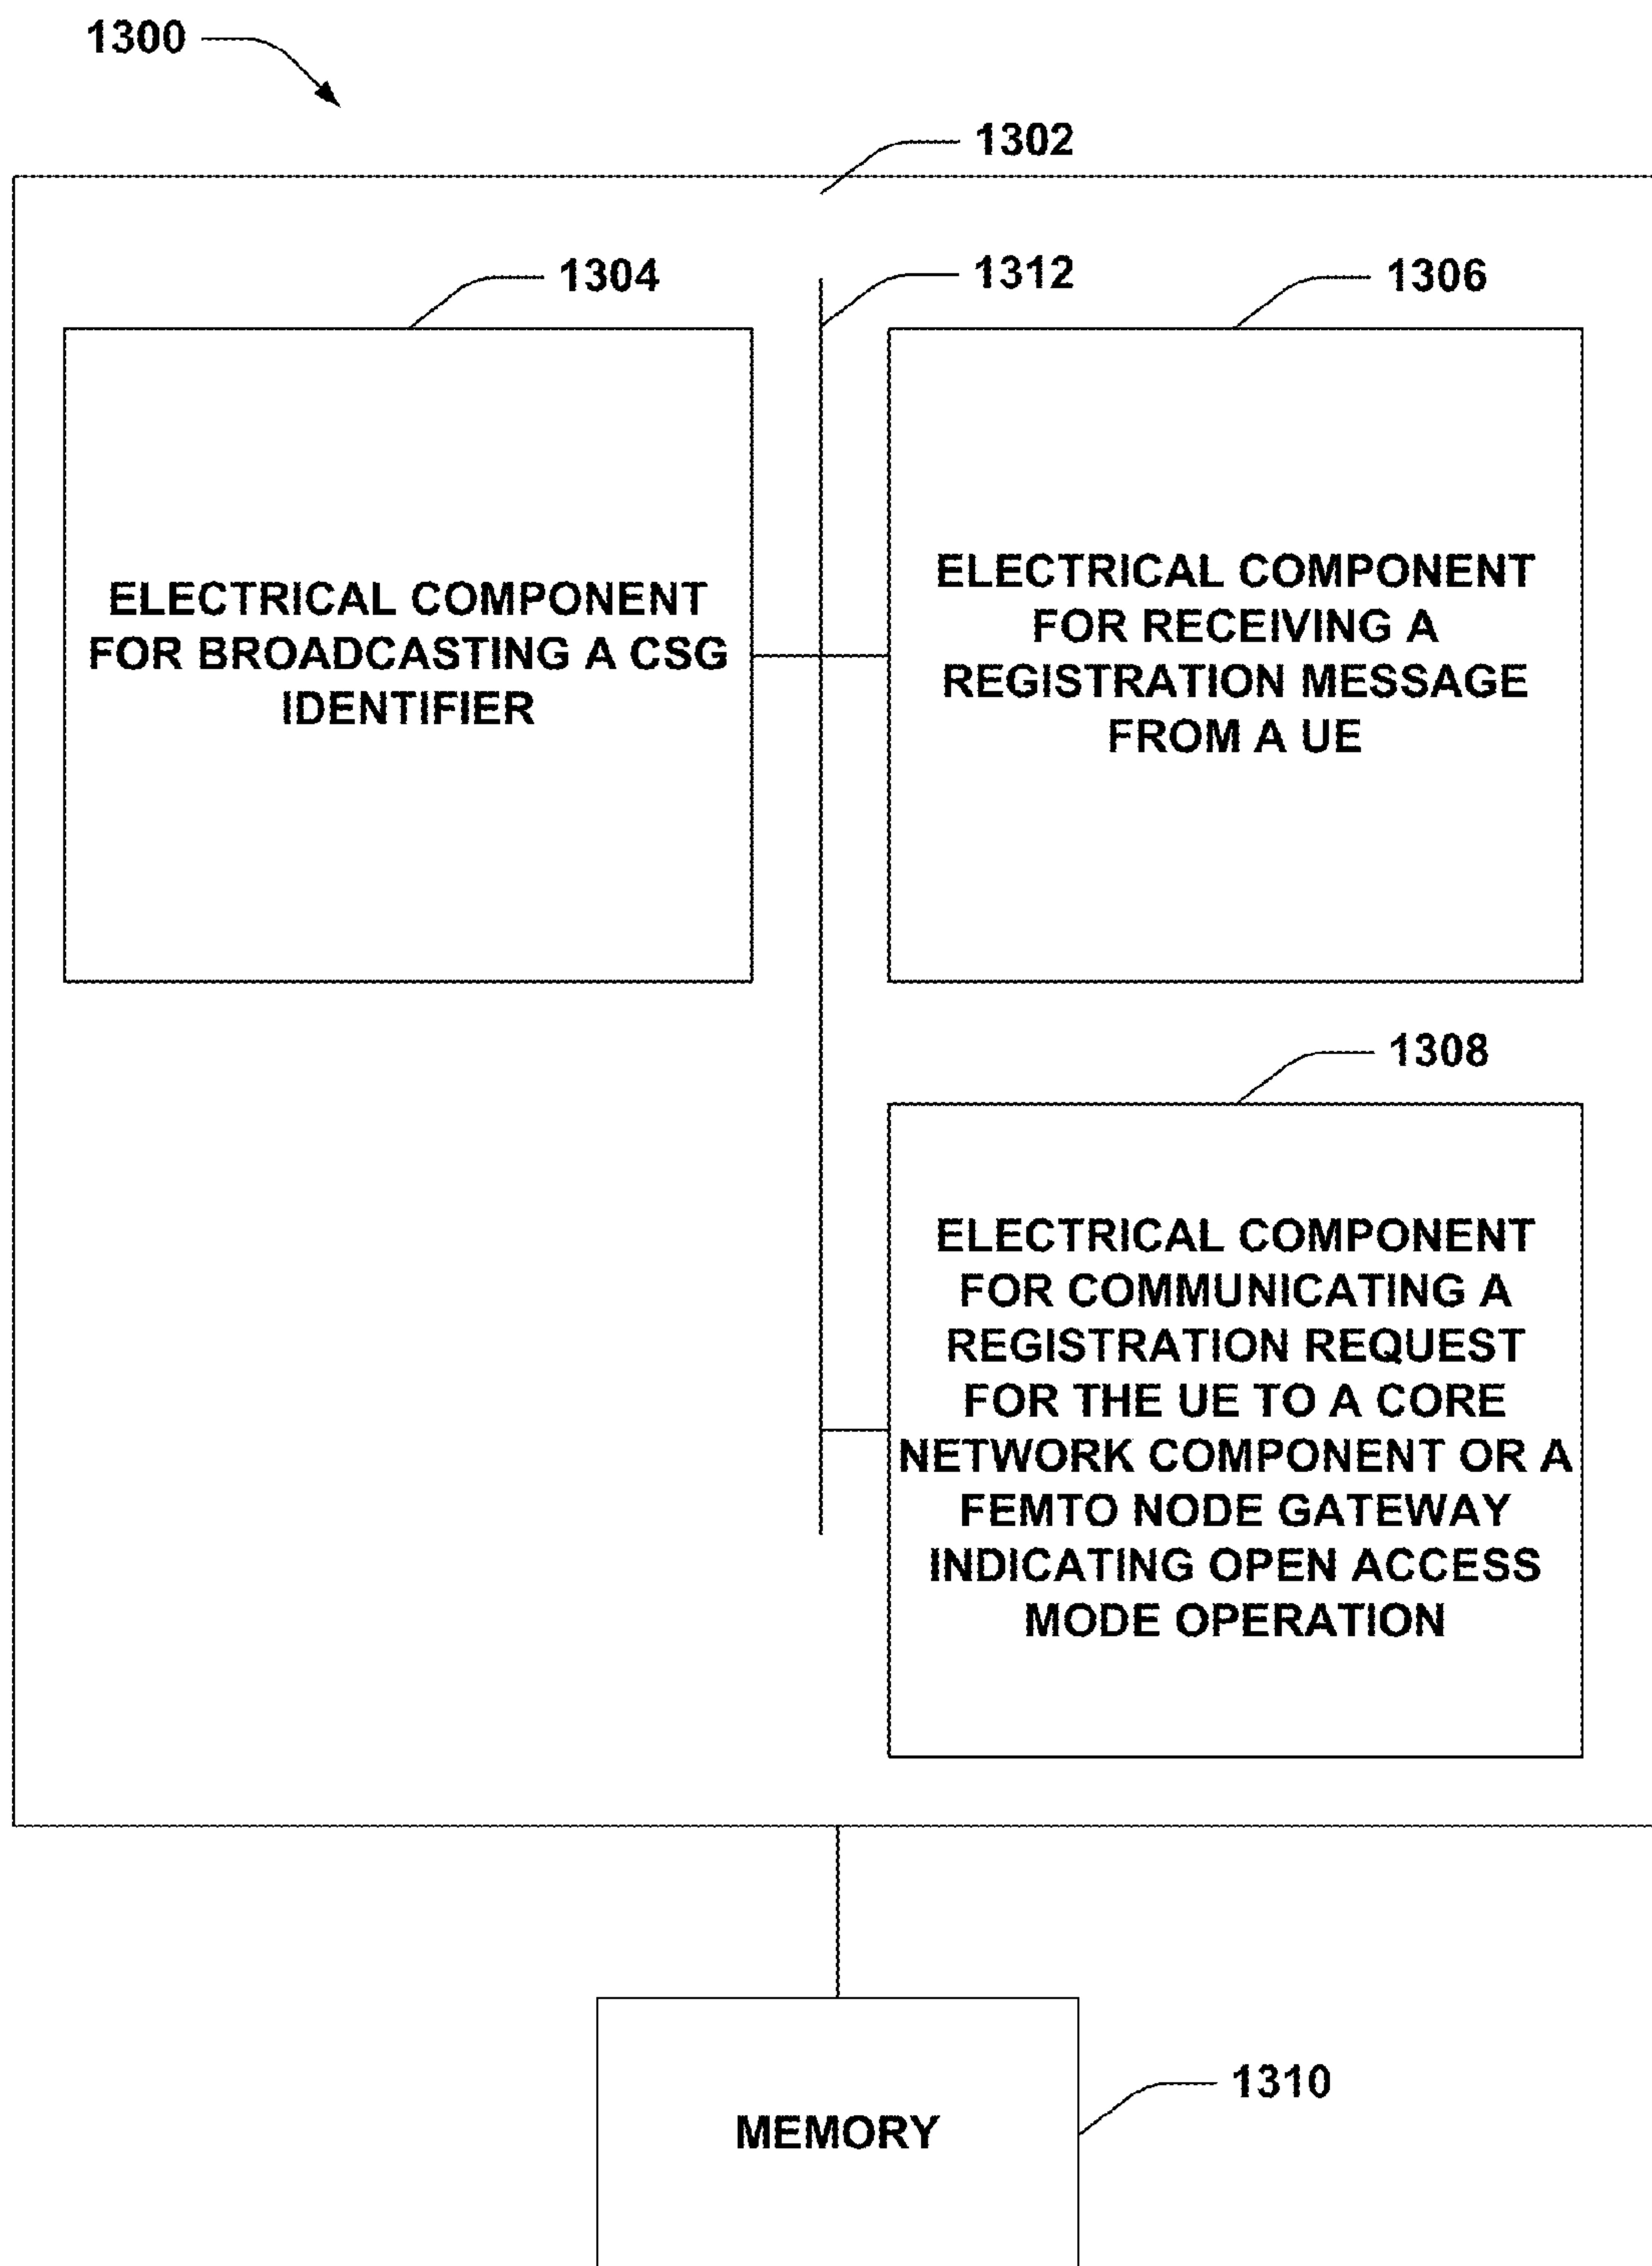 1300
1302
1304
1312
1306
ELECTRICAL COMPONENT
FOR BROADCASTING A CSG
IDENTIFIER
ELECTRICAL COMPONENT
FOR RECEIVING A
REGISTRATION MESSAGE
FROM A UE
1308
ELECTRICAL COMPONENT
FOR COMMUNICATING A
REGISTRATION REQUEST
FOR THE UE TO A CORE
NETWORK COMPONENT OR A
FEMTO NODE GATEWAY
INDICATING OPEN ACCESS
MODE OPERATION
1310
MEMORY